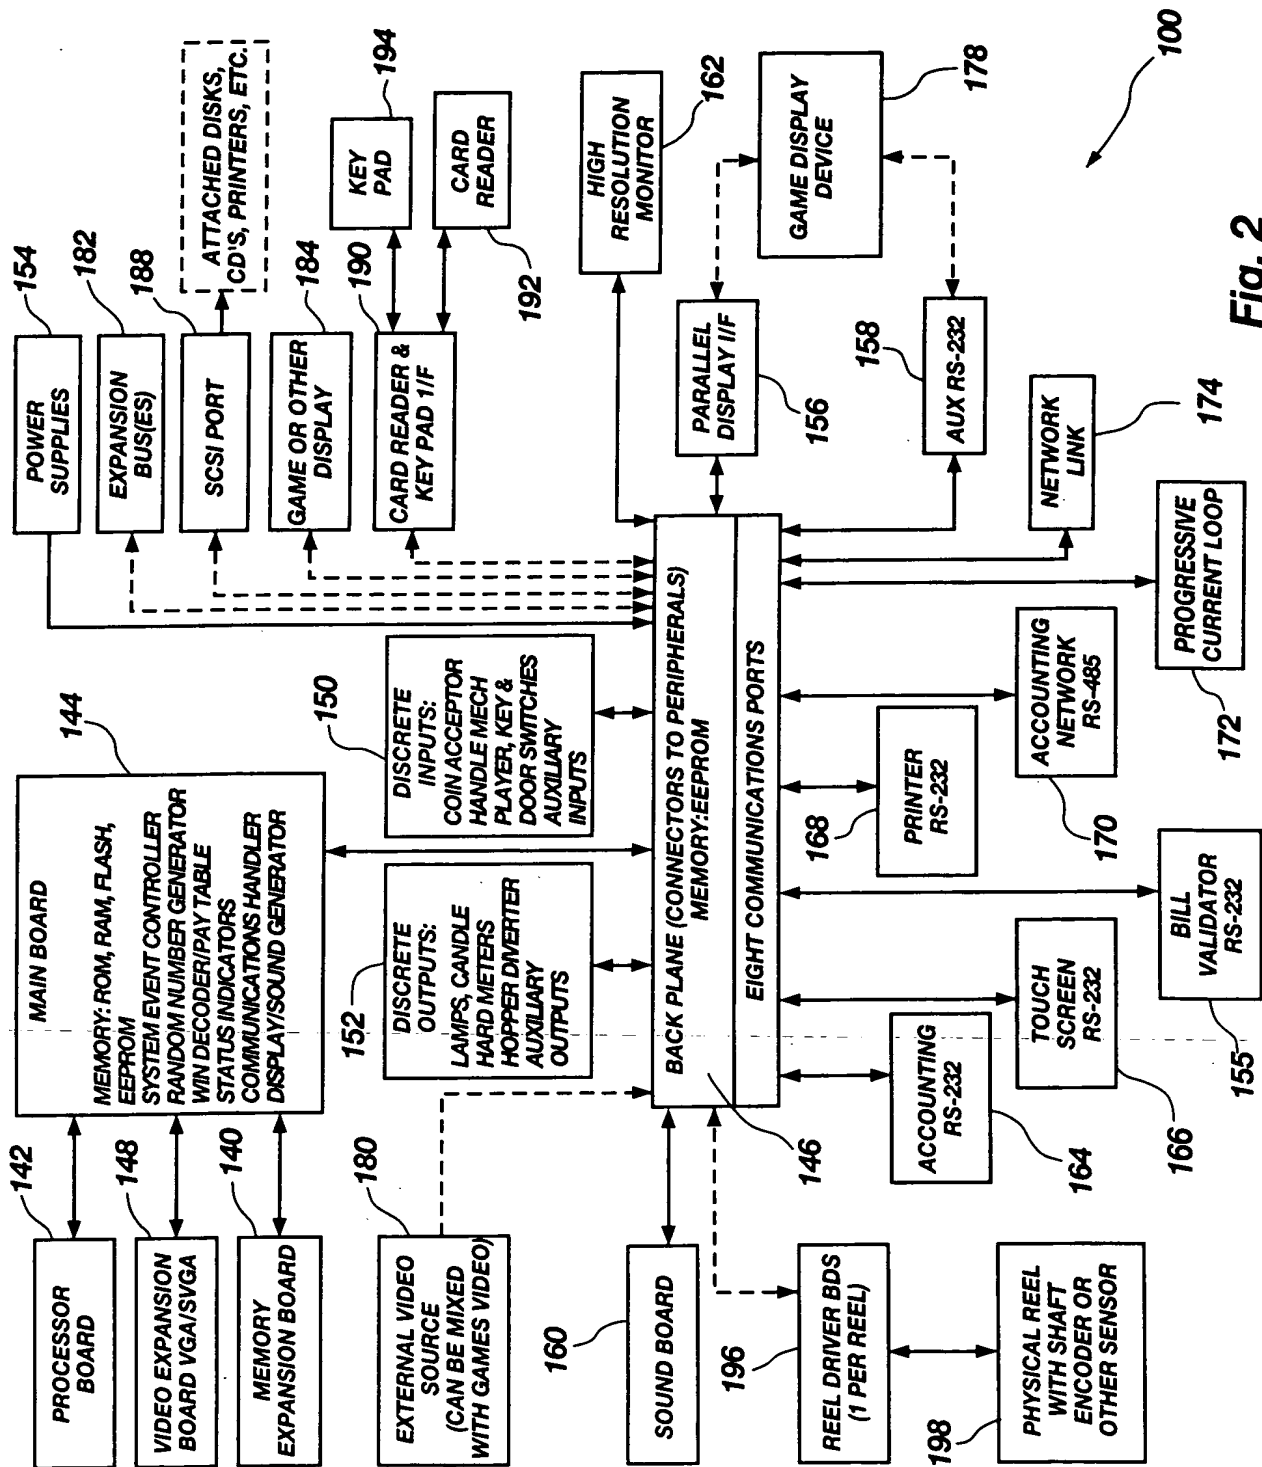 PROCESSOR
BOARD
142
VIDEO EXPANSION
BOARD VGA/SVGA
148
MEMORY
EXPANSION BOARD
140
MAIN BOARD
MEMORY: ROM, RAM, FLASH,
EEPROM
SYSTEM EVENT CONTROLLER
RANDOM NUMBER GENERATOR
WIN DECODER/PAY TABLE
STATUS INDICATORS
COMMUNICATIONS HANDLER
DISPLAY/SOUND GENERATOR
144
POWER
SUPPLIES
154
EXPANSION
BUS(ES)
182
SCSI PORT
188
ATTACHED DISKS,
CD'S, PRINTERS, ETC.
GAME OR OTHER
DISPLAY
184
CARD READER &
KEY PAD 1/F
190
KEY
PAD
194
CARD
READER
192
EXTERNAL VIDEO
SOURCE
(CAN BE MIXED
WITH GAMES VIDEO)
180
DISCRETE
OUTPUTS:
LAMPS, CANDLE
HARD METERS
HOPPER DIVERTER
AUXILIARY
OUTPUTS
152
DISCRETE
INPUTS:
COIN ACCEPTOR
HANDLE MECH
PLAYER, KEY &
DOOR SWITCHES
AUXILIARY
INPUTS
150
HIGH
RESOLUTION
MONITOR
162
SOUND BOARD
160
BACK PLANE (CONNECTORS TO PERIPHERALS)
MEMORY:EEPROM
EIGHT COMMUNICATIONS PORTS
146
PARALLEL
DISPLAY I/F
156
GAME DISPLAY
DEVICE
178
REEL DRIVER BDS
(1 PER REEL)
196
PHYSICAL REEL
WITH SHAFT
ENCODER OR
OTHER SENSOR
198
ACCOUNTING
RS-232
164
TOUCH
SCREEN
RS-232
166
BILL
VALIDATOR
RS-232
155
PRINTER
RS-232
168
ACCOUNTING
NETWORK
RS-485
170
PROGRESSIVE
CURRENT LOOP
172
NETWORK
LINK
174
AUX RS-232
158
100
Fig. 2